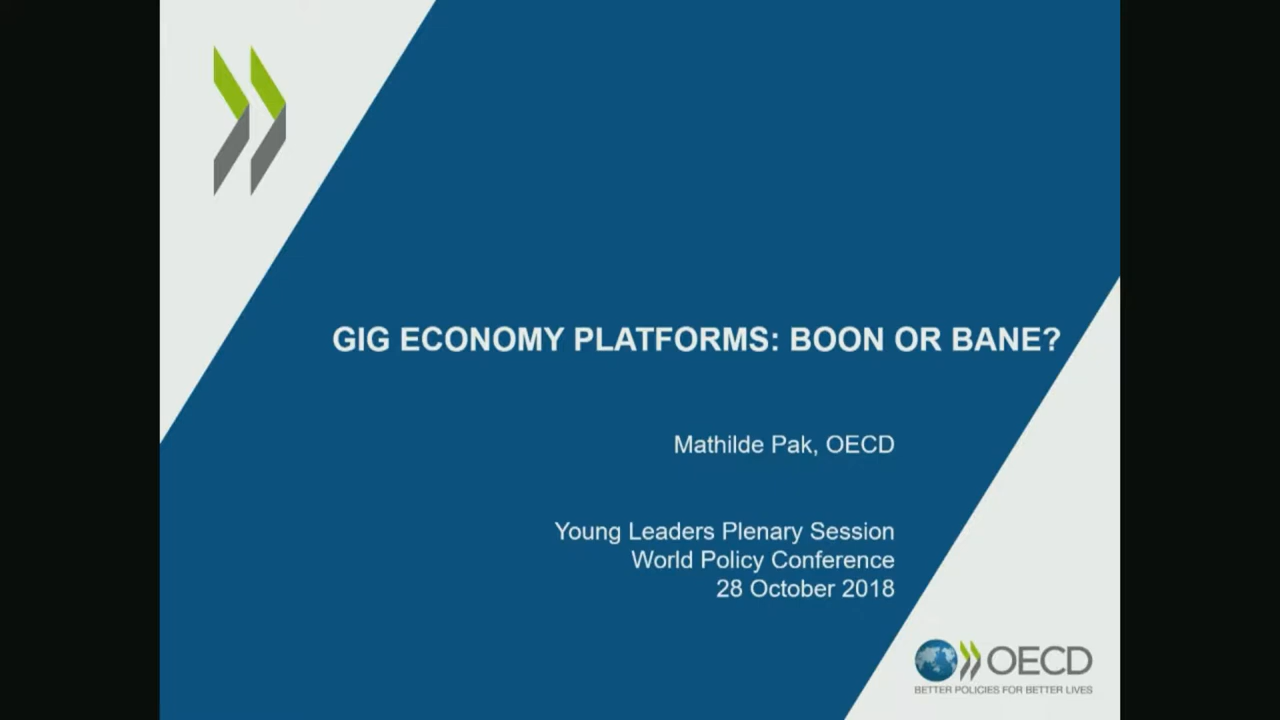 GIG ECONOMY PLATFORMS: BOON OR BANE?
Mathilde Pak, OECD
Young Leaders Plenary Session
World Policy Conference
28 October 2018
OECD
BETTER POLICIES FOR BETTER LIVES